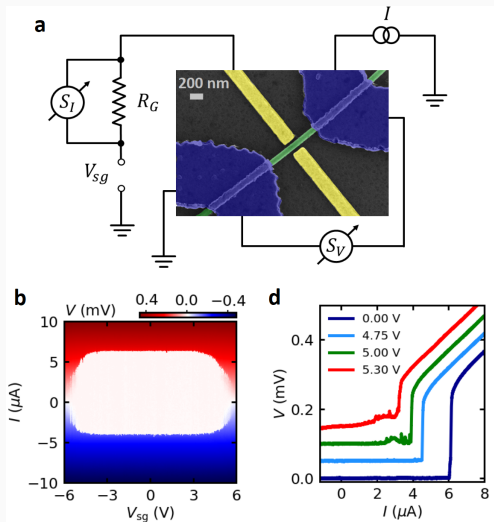 a
I
200 nm
S_I
R_G
V_sg
S_V
b
V (mV)
0.4 0.0 −0.4
10
5
0
−5
−10
I (μA)
−6 −3 0 3 6
V_sg (V)
d
0.00 V
4.75 V
5.00 V
5.30 V
0.4
0.2
0.0
V (mV)
0 2 4 6 8
I (μA)